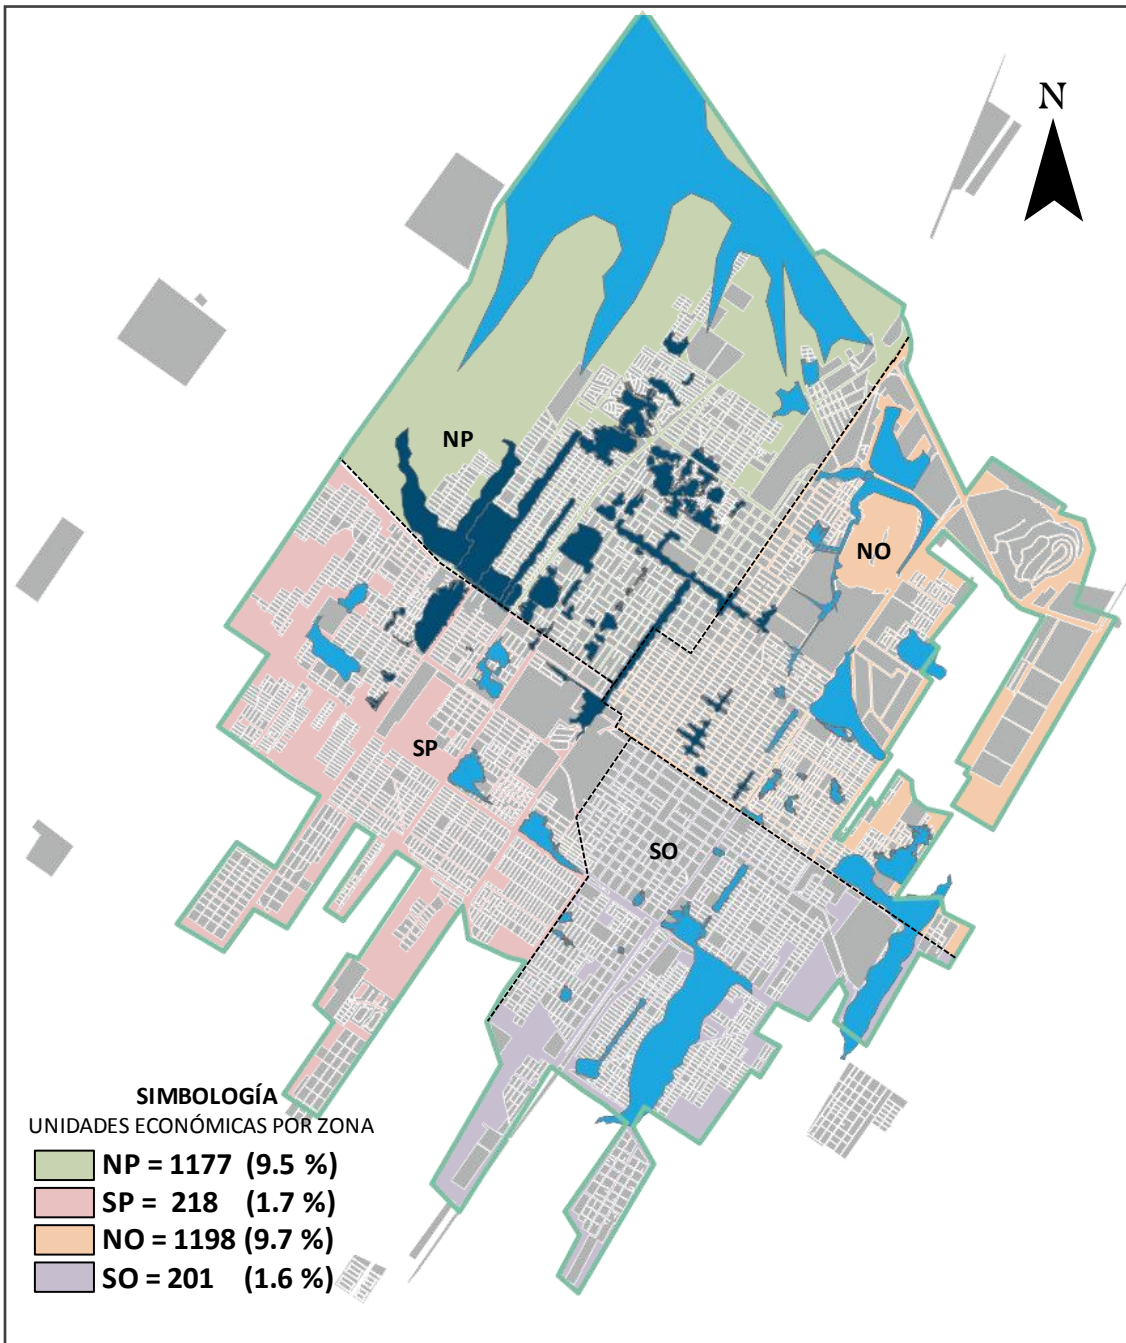 N
NP
NO
SP
SO
SIMBOLOGÍA
UNIDADES ECONÓMICAS POR ZONA
NP = 1177 (9.5 %)
SP = 218 (1.7 %)
NO = 1198 (9.7 %)
SO = 201 (1.6 %)